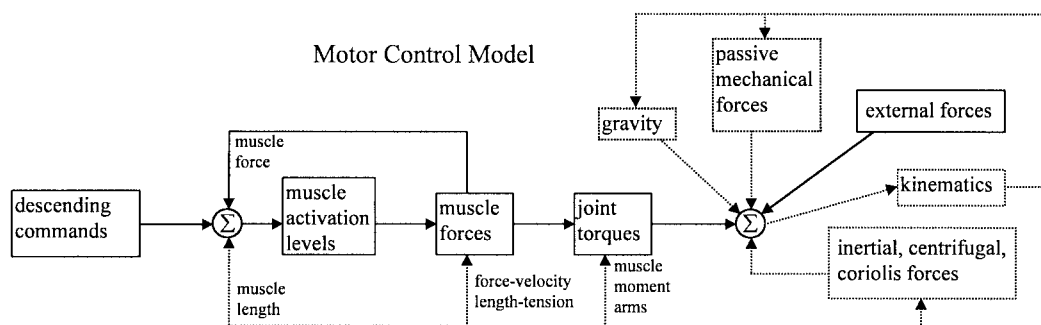 Motor Control Model
passive
mechanical
forces
gravity
external forces
muscle
force
kinematics
descending
commands
Σ
muscle
activation
levels
muscle
forces
joint
torques
Σ
inertial, centrifugal,
coriolis forces
muscle
length
force-velocity
length-tension
muscle
moment
arms